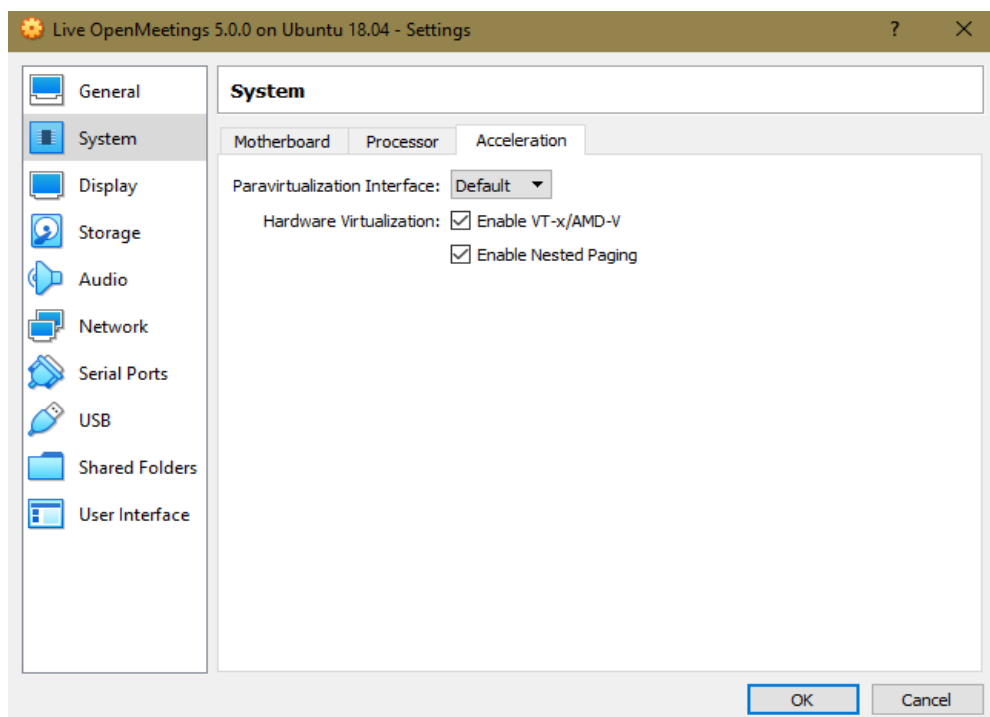 Live OpenMeetings 5.0.0 on Ubuntu 18.04 - Settings
?
General
System
Display
Storage
Audio
Network
Serial Ports
USB
Shared Folders
User Interface
System
Motherboard
Processor
Acceleration
Paravirtualization Interface: Default
Hardware Virtualization: Enable VT-x/AMD-V
Enable Nested Paging
OK
Cancel